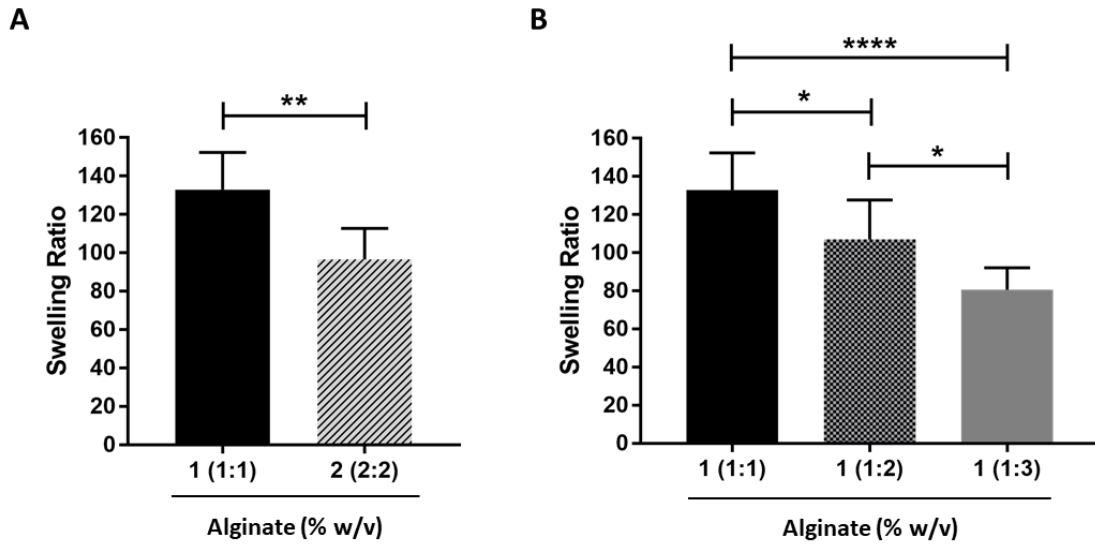 A
**
160
140
120
100
80
60
40
20
0
Swelling Ratio
1 (1:1) 2 (2:2)
Alginate (% w/v)
B
****
*
*
160
140
120
100
80
60
40
20
0
Swelling Ratio
1 (1:1) 1 (1:2) 1 (1:3)
Alginate (% w/v)